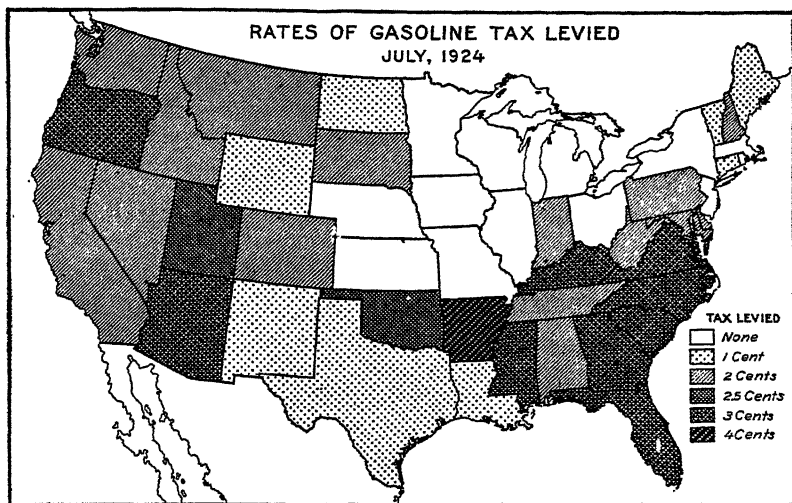 RATES OF GASOLINE TAX LEVIED
JULY, 1924
TAX LEVIED
None
1 Cent
2 Cents
2.5 Cents
3 Cents
4 Cents